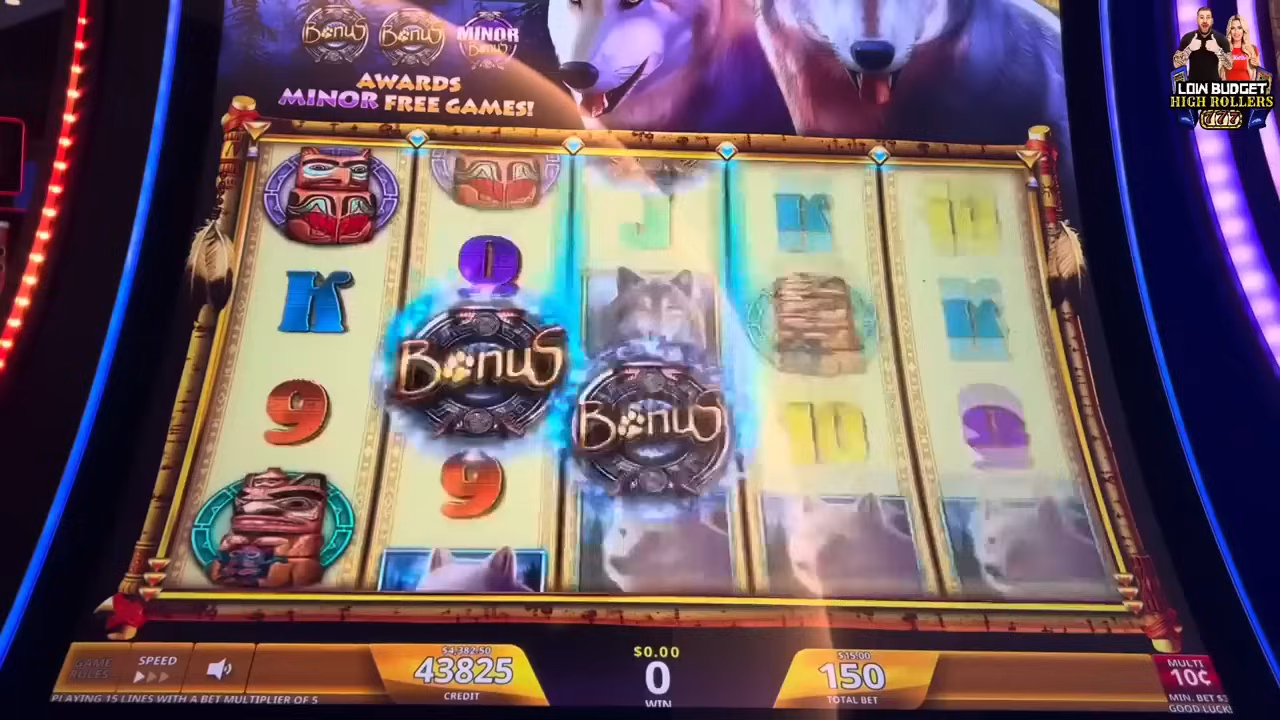 BONUS BONUS MINOR BONUS
AWARDS
MINOR FREE GAMES!
LOW BUDGET
HIGH ROLLERS
777
J K 10
Q
K K
BONUS
BONUS
9 10 Q
9
GAME RULES
SPEED
$4,382.50
43825
CREDIT
$0.00
0
WIN
$15.00
150
TOTAL BET
MULTI
10¢
GOOD LUCK!
PLAYING 15 LINES WITH A BET MULTIPLIER OF 5